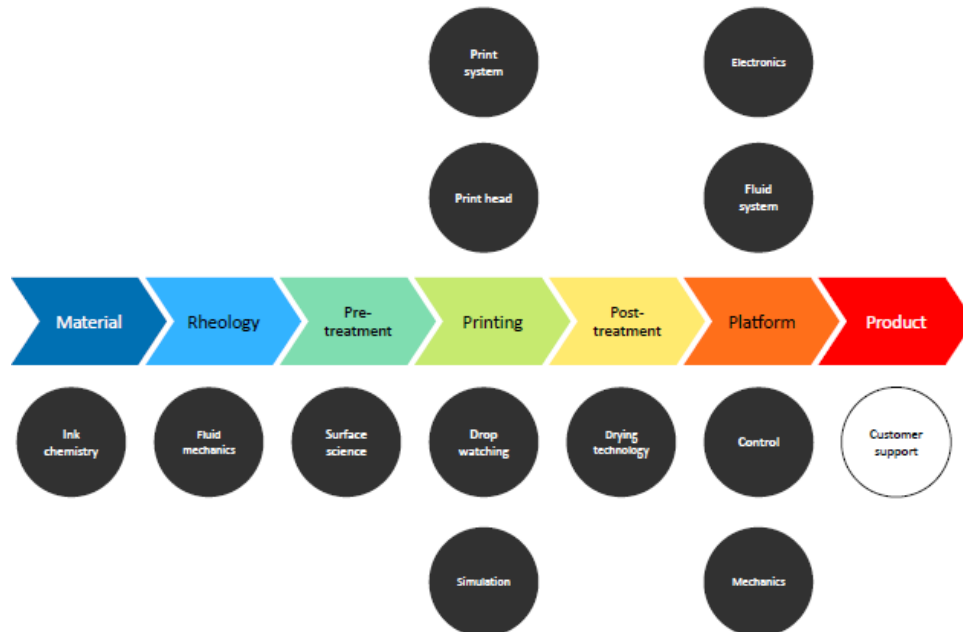 Print
system
Electronics
Print head
Fluid
system
Material
Rheology
Pre-
treatment
Printing
Post-
treatment
Platform
Product
Ink
chemistry
Fluid
mechanics
Surface
science
Drop
watching
Drying
technology
Control
Customer
support
Simulation
Mechanics